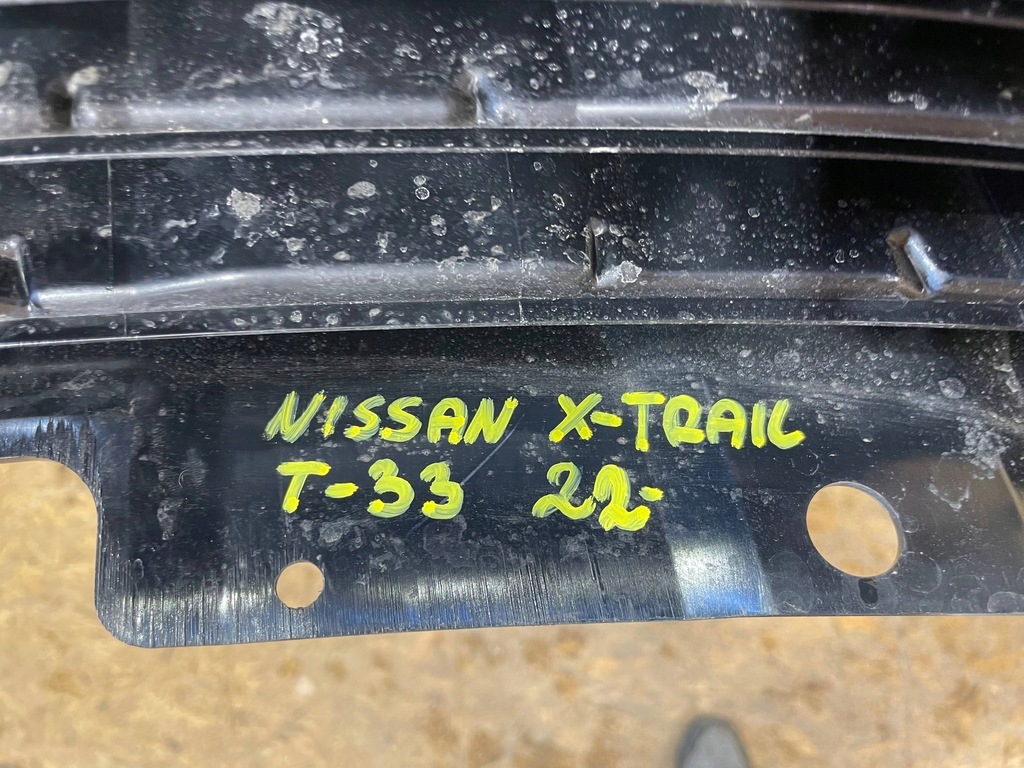 NISSAN X-TRAIL
T-33 22-